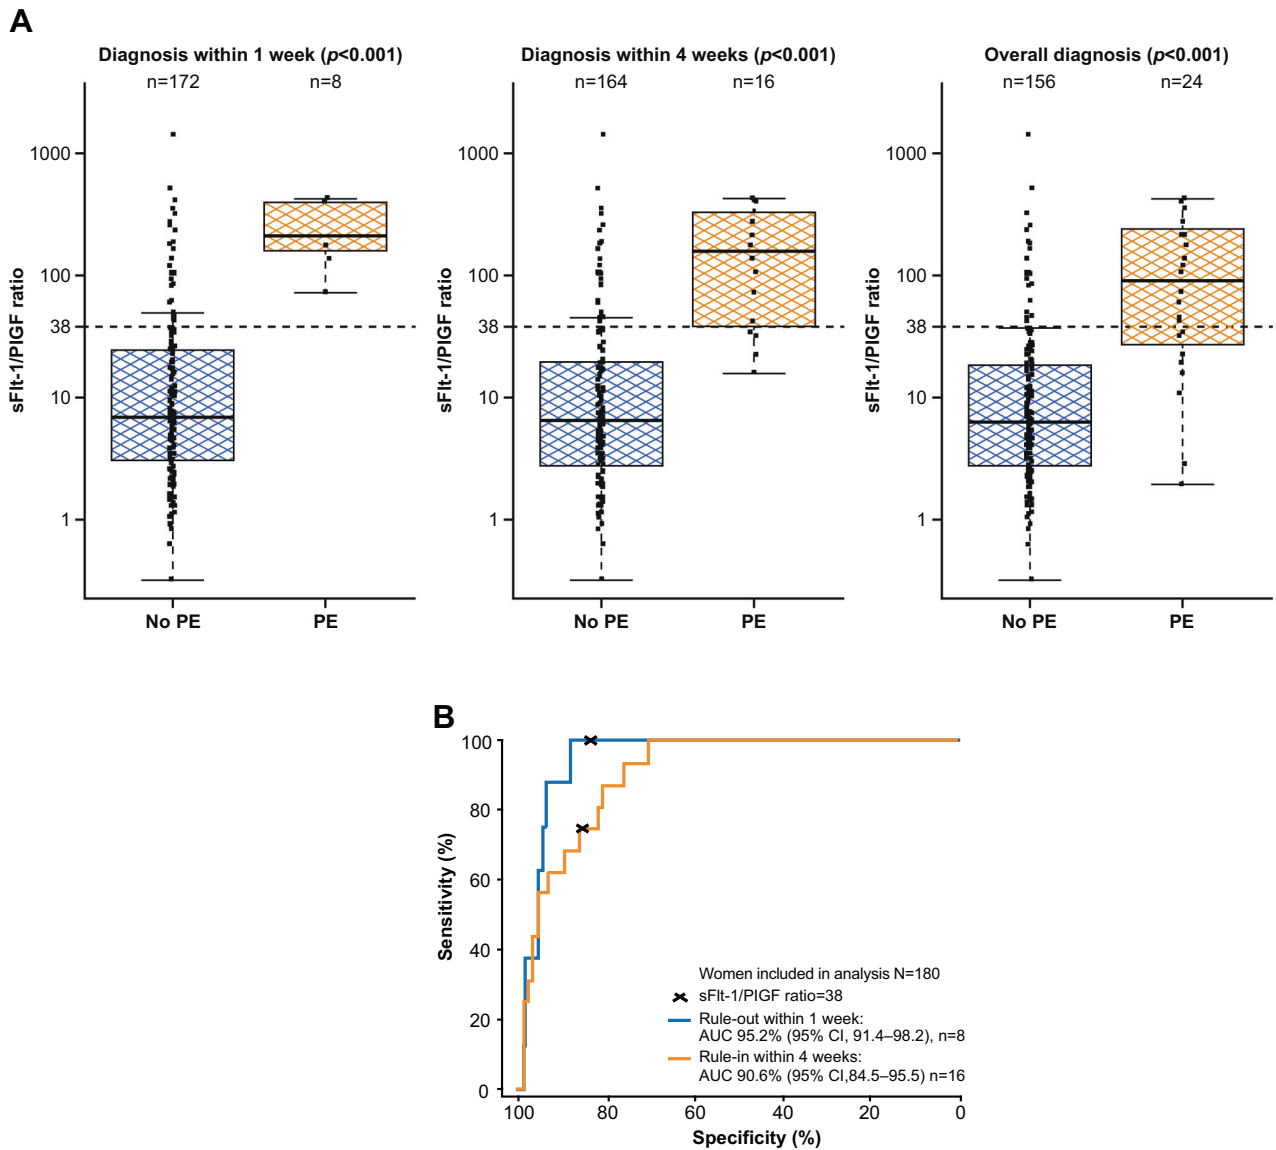 A
Diagnosis within 1 week (p<0.001)
n=172 n=8
sFlt-1/PIGF ratio
1000
100
38
10
1
No PE PE
Diagnosis within 4 weeks (p<0.001)
n=164 n=16
sFlt-1/PIGF ratio
1000
100
38
10
1
No PE PE
Overall diagnosis (p<0.001)
n=156 n=24
sFlt-1/PIGF ratio
1000
100
38
10
1
No PE PE
B
Sensitivity (%)
100
80
60
40
20
0
Women included in analysis N=180
sFlt-1/PIGF ratio=38
Rule-out within 1 week:
AUC 95.2% (95% CI, 91.4–98.2), n=8
Rule-in within 4 weeks:
AUC 90.6% (95% CI,84.5–95.5) n=16
100 80 60 40 20 0
Specificity (%)